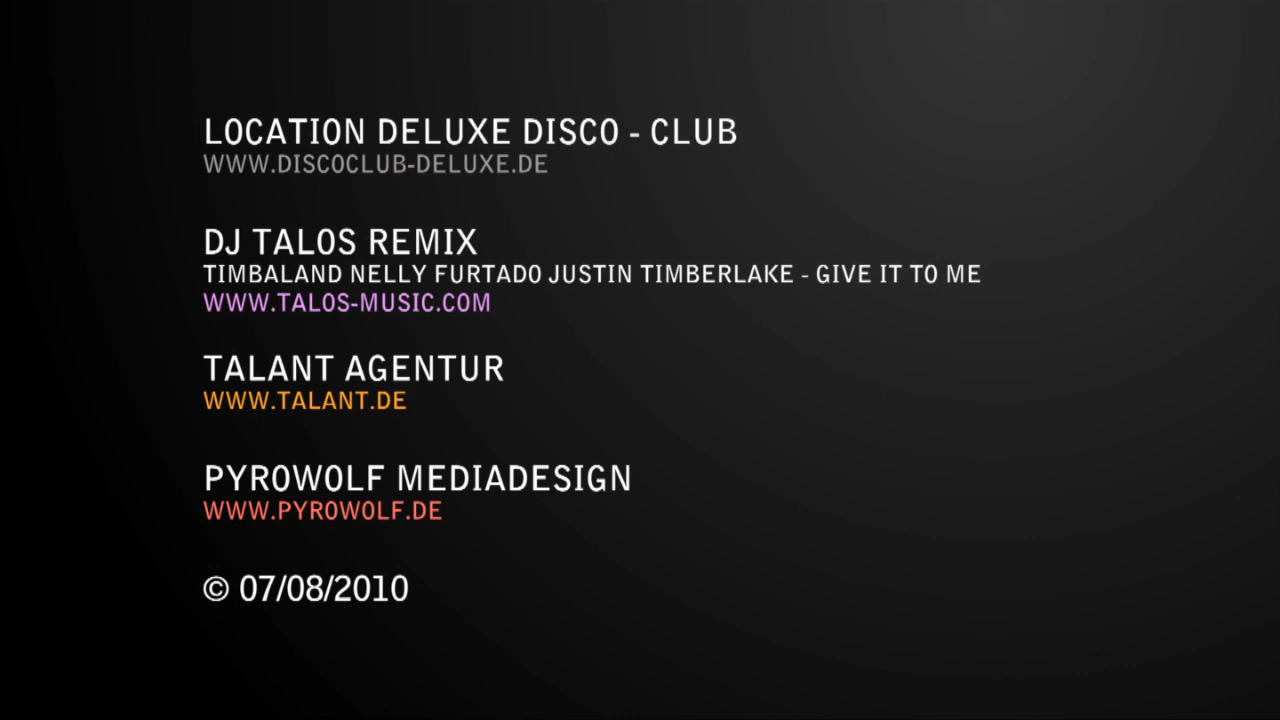 LOCATION DELUXE DISCO - CLUB
WWW.DISCOCLUB-DELUXE.DE
DJ TALOS REMIX
TIMBALAND NELLY FURTADO JUSTIN TIMBERLAKE - GIVE IT TO ME
WWW.TALOS-MUSIC.COM
TALANT AGENTUR
WWW.TALANT.DE
PYROWOLF MEDIADESIGN
WWW.PYROWOLF.DE
© 07/08/2010